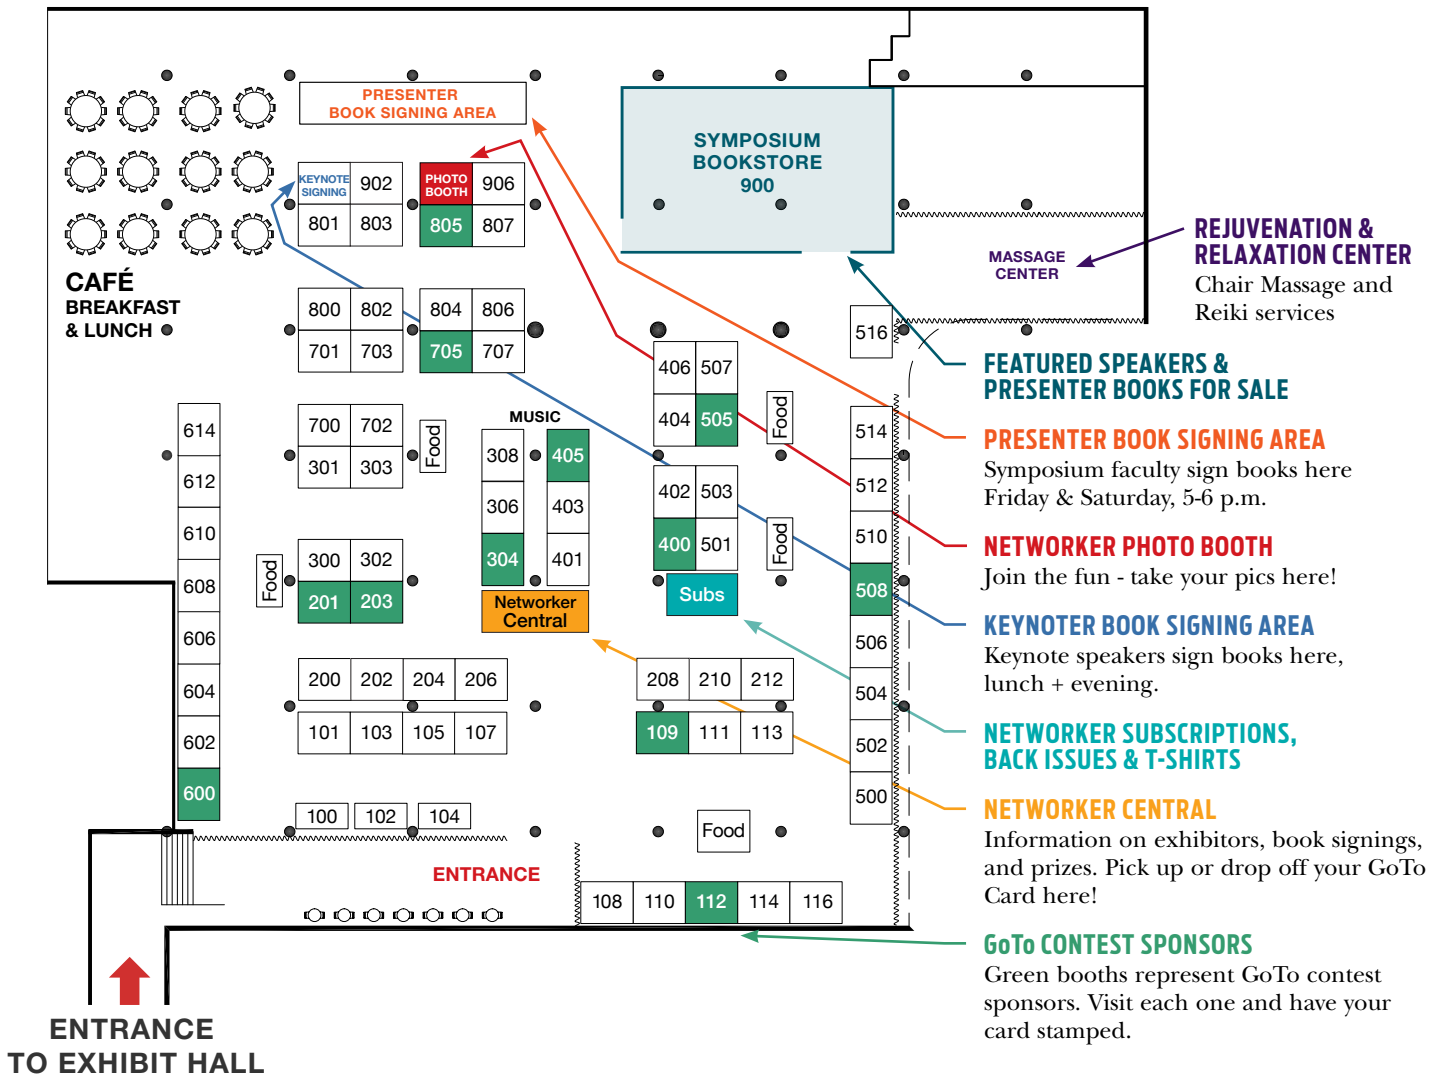 PRESENTER
BOOK SIGNING AREA
SYMPOSIUM
BOOKSTORE
900
KEYNOTE
SIGNING
902
PHOTO
BOOTH
906
801
803
805
807
CAFÉ
BREAKFAST
& LUNCH
MASSAGE
CENTER
800
802
804
806
701
703
705
707
516
406
507
404
505
Food
MUSIC
614
612
610
608
606
604
602
600
700
702
301
303
Food
308
405
306
403
304
401
402
503
400
501
Food
514
512
510
508
506
504
502
500
Food
300
302
201
203
Networker
Central
Subs
200
202
204
206
208
210
212
101
103
105
107
109
111
113
100
102
104
Food
ENTRANCE
108
110
112
114
116
ENTRANCE
TO EXHIBIT HALL
REJUVENATION &
RELAXATION CENTER
Chair Massage and
Reiki services
FEATURED SPEAKERS &
PRESENTER BOOKS FOR SALE
PRESENTER BOOK SIGNING AREA
Symposium faculty sign books here
Friday & Saturday, 5-6 p.m.
NETWORKER PHOTO BOOTH
Join the fun - take your pics here!
KEYNOTER BOOK SIGNING AREA
Keynote speakers sign books here,
lunch + evening.
NETWORKER SUBSCRIPTIONS,
BACK ISSUES & T-SHIRTS
NETWORKER CENTRAL
Information on exhibitors, book signings,
and prizes. Pick up or drop off your GoTo
Card here!
GoTo CONTEST SPONSORS
Green booths represent GoTo contest
sponsors. Visit each one and have your
card stamped.